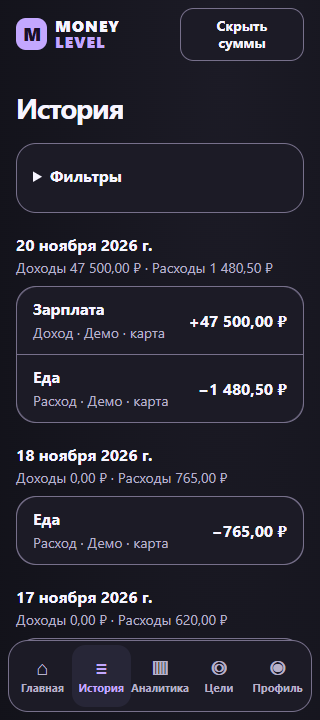 M
MONEY
LEVEL
Скрыть
суммы
История
Фильтры
20 ноября 2026 г.
Доходы 47 500,00 ₽ · Расходы 1 480,50 ₽
Зарплата
+47 500,00 ₽
Доход · Демо · карта
Еда
−1 480,50 ₽
Расход · Демо · карта
18 ноября 2026 г.
Доходы 0,00 ₽ · Расходы 765,00 ₽
Еда
−765,00 ₽
Расход · Демо · карта
17 ноября 2026 г.
Доходы 0,00 ₽ · Расходы 620,00 ₽
Главная История Аналитика Цели Профиль